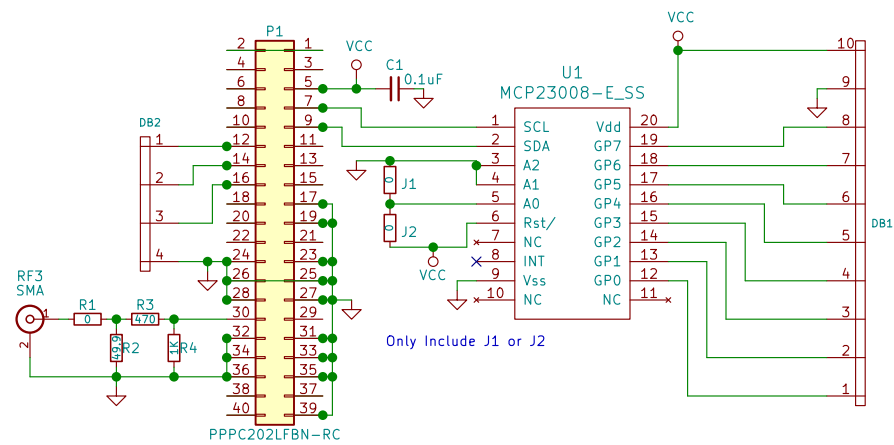 P1
2 1
4 3
6 5
8 7
10 9
12 11
14 13
16 15
18 17
20 19
22 21
24 23
26 25
28 27
30 29
32 31
34 33
36 35
38 37
40 39
PPPC202LFBN-RC
VCC
C1
0.1uF
DB2
1
2
3
4
RF3
SMA
1
2
R1
0
R2
49.9
R3
470
R4
1K
U1
MCP23008-E_SS
1 SCL Vdd 20
2 SDA GP7 19
3 A2 GP6 18
4 A1 GP5 17
5 A0 GP4 16
6 Rst/ GP3 15
7 NC GP2 14
8 INT GP1 13
9 Vss GP0 12
10 NC NC 11
0
J1
0
J2
VCC
Only Include J1 or J2
VCC
10
9
8
7
6
5
4
3
2
1
DB1